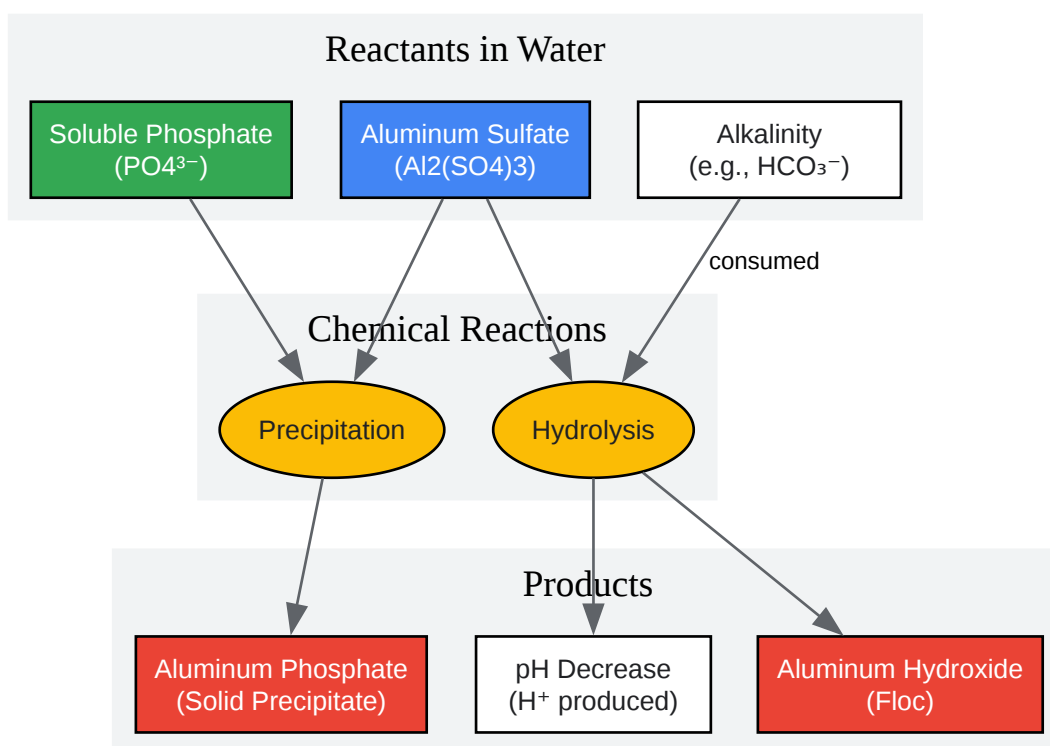 Reactants in Water
Soluble Phosphate
(PO4³⁻)
Aluminum Sulfate
(Al2(SO4)3)
Alkalinity
(e.g., HCO₃⁻)
consumed
Chemical Reactions
Precipitation
Hydrolysis
Products
Aluminum Phosphate
(Solid Precipitate)
pH Decrease
(H⁺ produced)
Aluminum Hydroxide
(Floc)